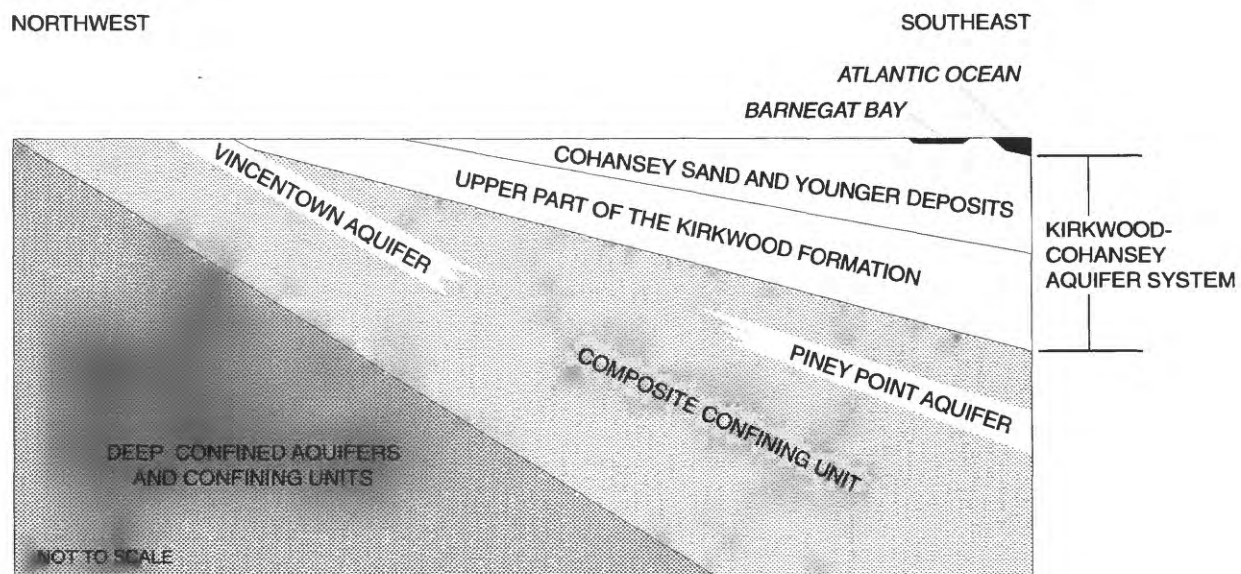 NORTHWEST
SOUTHEAST
ATLANTIC OCEAN
BARNEGAT BAY
COHANSEY SAND AND YOUNGER DEPOSITS
VINCENTOWN AQUIFER
UPPER PART OF THE KIRKWOOD FORMATION
KIRKWOOD-
COHANSEY
AQUIFER SYSTEM
PINEY POINT AQUIFER
COMPOSITE CONFINING UNIT
DEEP CONFINED AQUIFERS
AND CONFINING UNITS
NOT TO SCALE